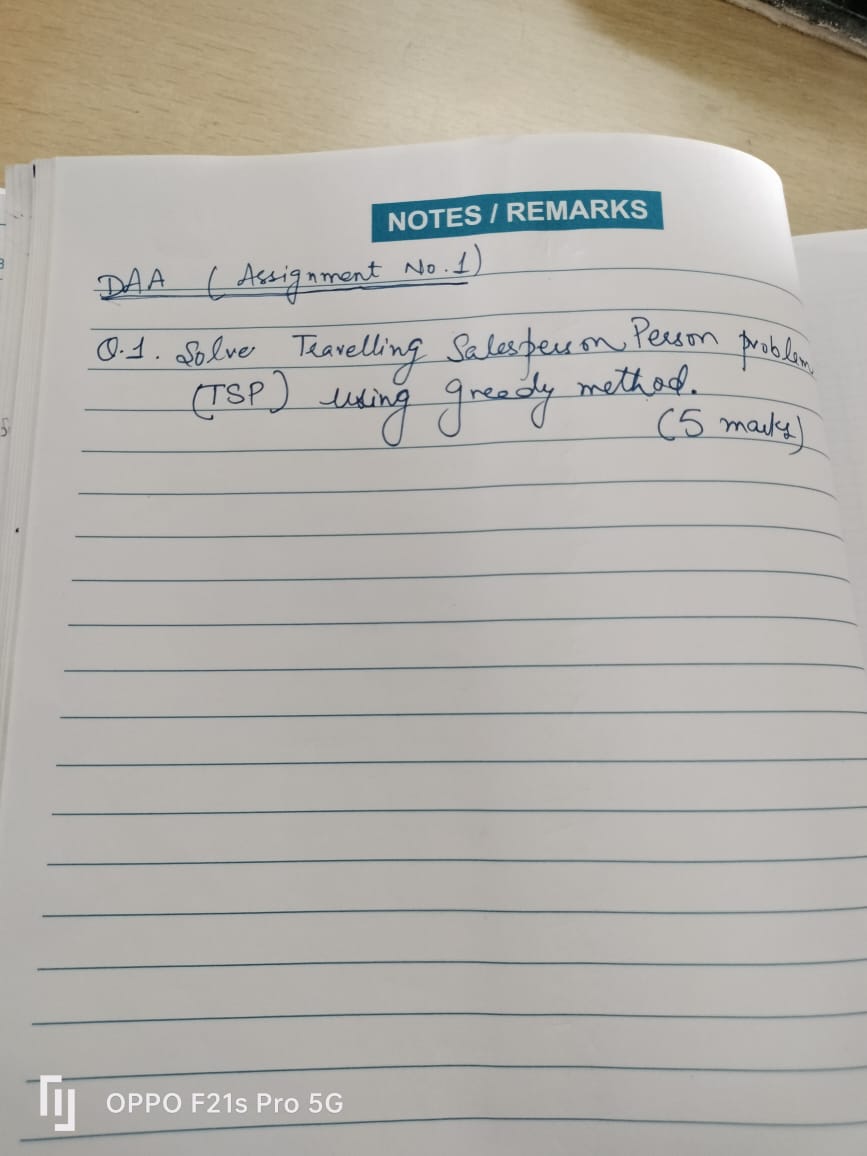 NOTES / REMARKS
DAA (Assignment No.1)
Q.1. Solve Travelling Salesperson Person problem
(TSP) using greedy method.
(5 marks)
OPPO F21s Pro 5G